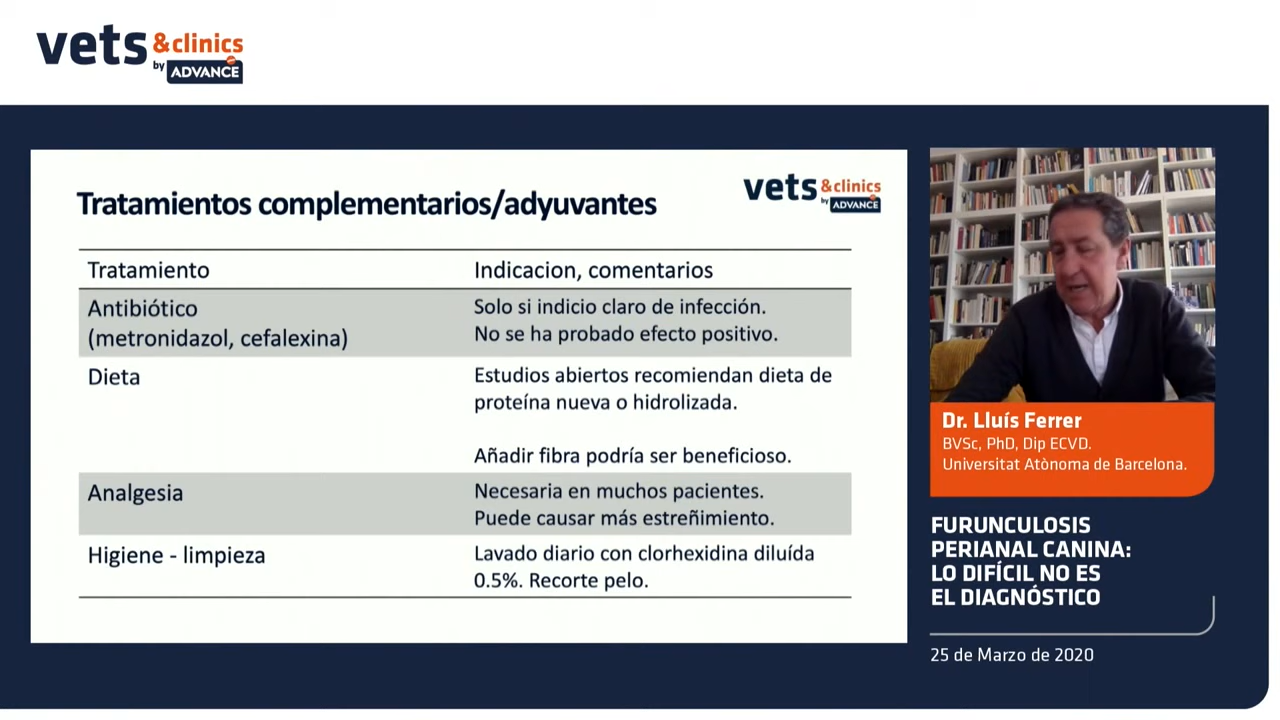 vets &clinics
by ADVANCE
Tratamientos complementarios/adyuvantes
vets &clinics
by ADVANCE
Tratamiento Indicacion, comentarios
Antibiótico
(metronidazol, cefalexina)
Solo si indicio claro de infección.
No se ha probado efecto positivo.
Dieta
Estudios abiertos recomiendan dieta de
proteína nueva o hidrolizada.
Añadir fibra podría ser beneficioso.
Analgesia
Necesaria en muchos pacientes.
Puede causar más estreñimiento.
Higiene - limpieza
Lavado diario con clorhexidina diluída
0.5%. Recorte pelo.
Dr. Lluís Ferrer
BVSc, PhD, Dip ECVD.
Universitat Atònoma de Barcelona.
FURUNCULOSIS
PERIANAL CANINA:
LO DIFÍCIL NO ES
EL DIAGNÓSTICO
25 de Marzo de 2020